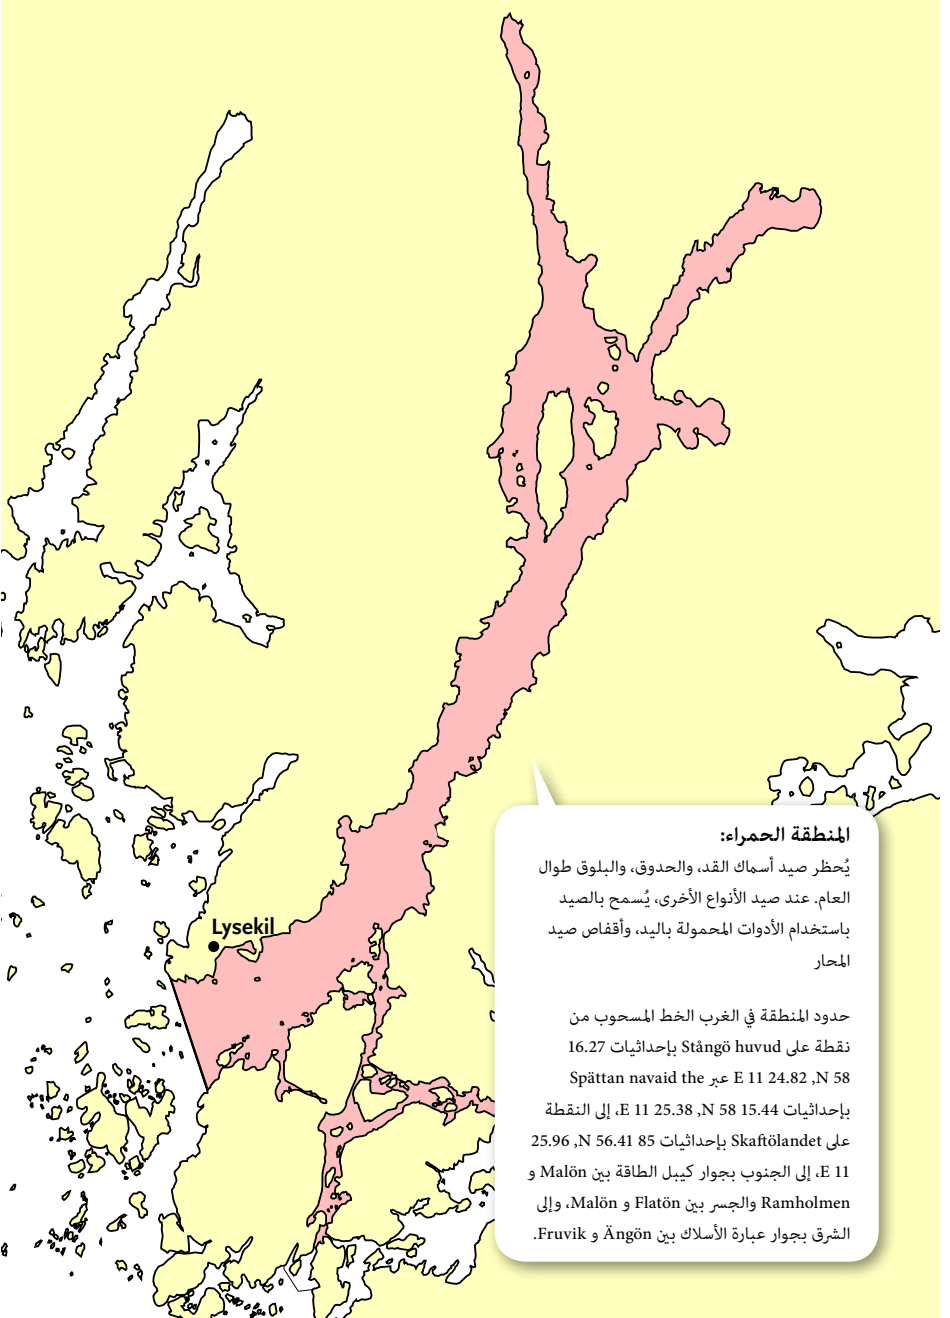 Lysekil
المنطقة الحمراء:
يُحظر صيد أسماك القد، والحدوق، والبلوق طوال
العام. عند صيد الأنواع الأخرى، يُسمح بالصيد
باستخدام الأدوات المحمولة باليد، وأقفاص صيد
المحار
حدود المنطقة في الغرب الخط المسحوب من
نقطة على Stångö huvud بإحداثيات 16.27
58 N, 11 24.82 E عبر Spättan navaid the
بإحداثيات 15.44 58 N, 25.38 11 E، إلى النقطة
على Skaftölandet بإحداثيات 85 56.41 N, 25.96
11 E، إلى الجنوب بجوار كيبل الطاقة بين Malön و
Ramholmen والجسر بين Flatön و Malön، وإلى
الشرق بجوار عبارة الأسلاك بين Ängön و Fruvik.